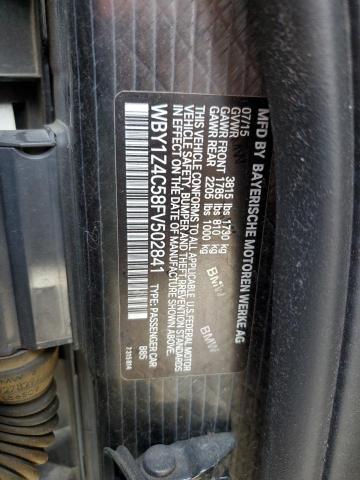 MFD BY BAYERISCHE MOTOREN WERKE AG
07/15
GVWR 3815 lbs 1730 kg
GAWR FRONT 1785 lbs 810 kg
GAWR REAR 2205 lbs 1000 kg
THIS VEHICLE CONFORMS TO ALL APPLICABLE U.S. FEDERAL MOTOR
VEHICLE SAFETY, BUMPER AND THEFT PREVENTION STANDARDS
IN EFFECT ON THE DATE OF MANUFACTURE SHOWN ABOVE.
WBY1Z4C58FV502841 TYPE: PASSENGER CAR
B85
BMW
BMW